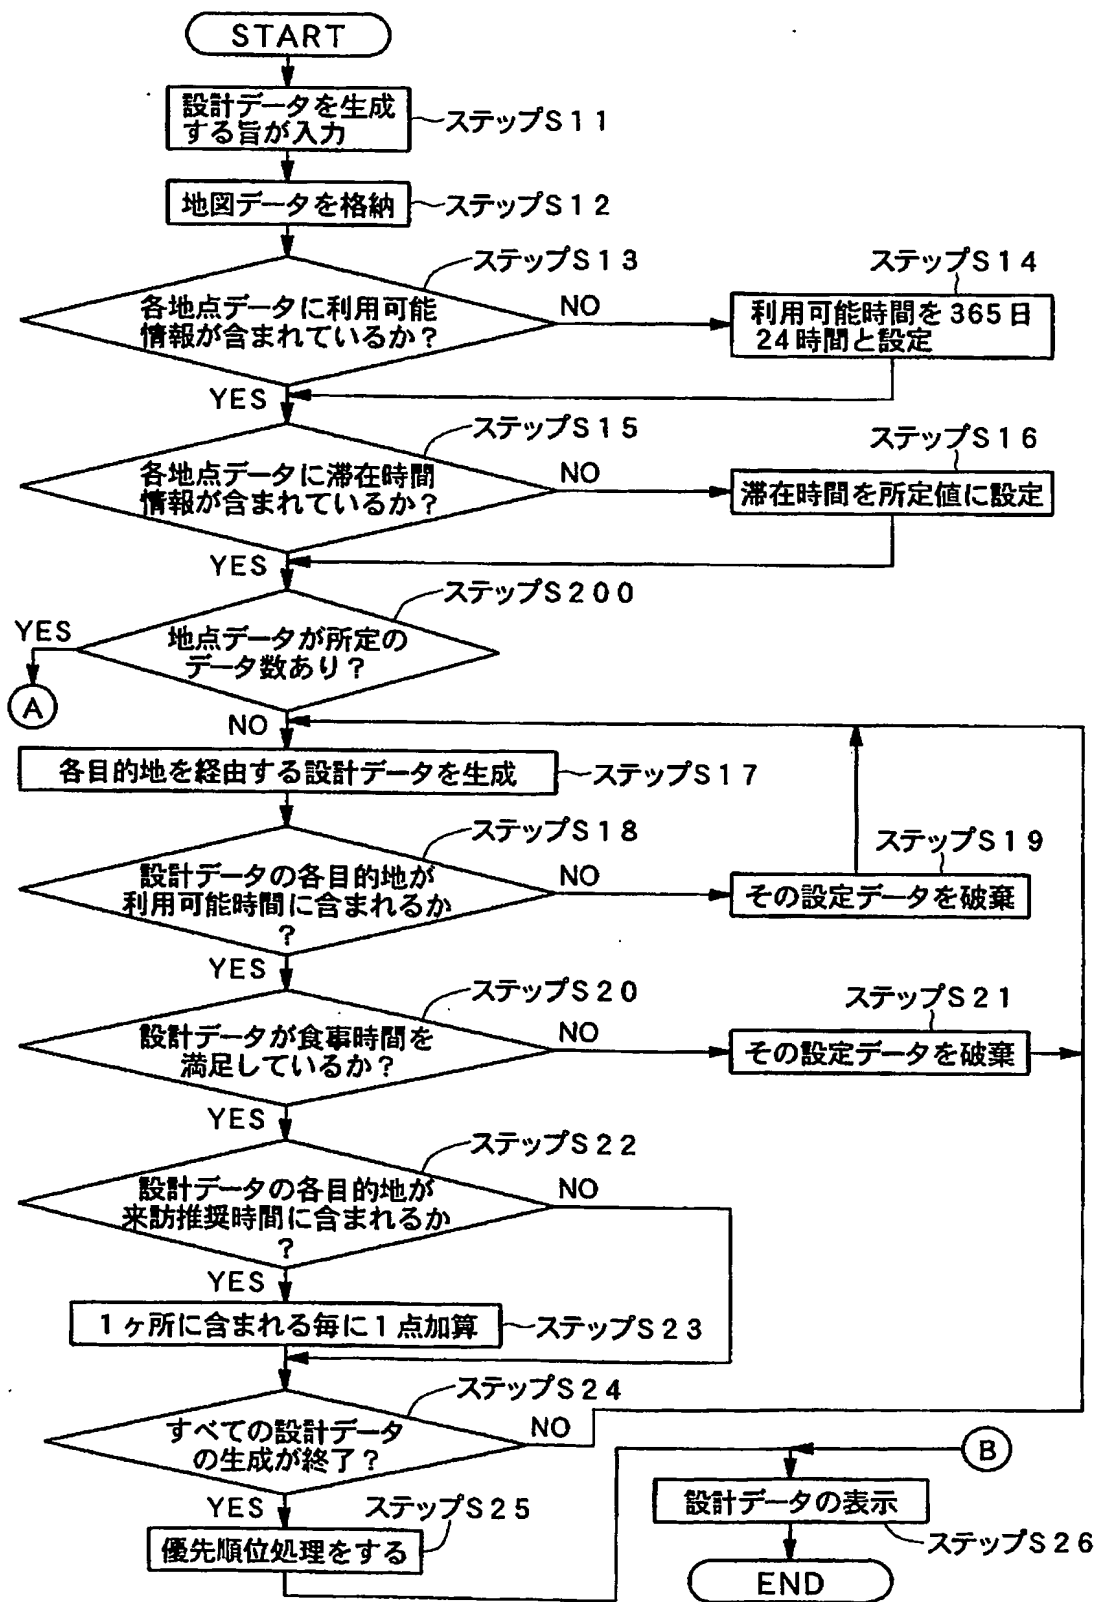 START
設計データを生成
する旨が入力
ステップS11
地図データを格納
ステップS12
ステップS13
各地点データに利用可能
情報が含まれているか？
NO
ステップS14
利用可能時間を365日
24時間と設定
YES
ステップS15
各地点データに滞在時間
情報が含まれているか？
NO
ステップS16
滞在時間を所定値に設定
YES
ステップS200
地点データが所定の
データ数あり？
YES
A
NO
各目的地を経由する設計データを生成
ステップS17
ステップS18
設計データの各目的地が
利用可能時間に含まれるか
？
NO
ステップS19
その設定データを破棄
YES
ステップS20
設計データが食事時間を
満足しているか？
NO
ステップS21
その設定データを破棄
YES
ステップS22
設計データの各目的地が
来訪推奨時間に含まれるか
？
NO
YES
1ヶ所に含まれる毎に1点加算
ステップS23
ステップS24
すべての設計データ
の生成が終了？
NO
YES
ステップS25
優先順位処理をする
B
設計データの表示
ステップS26
END